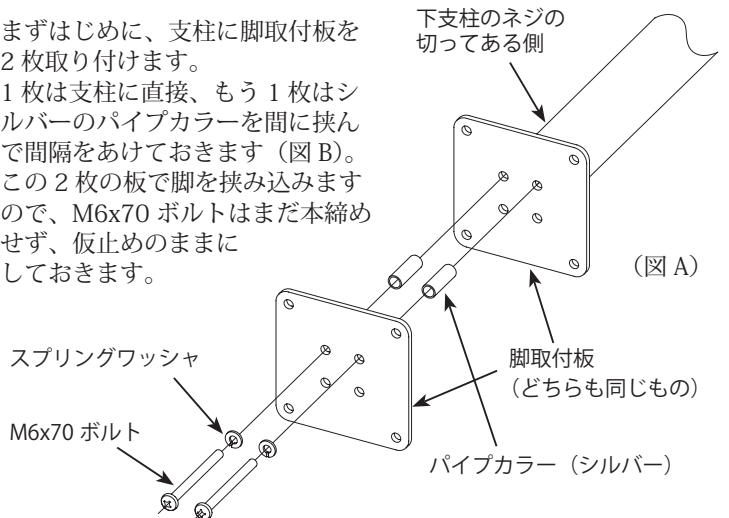 まずはじめに、支柱に脚取付板を
2 枚取り付けます。
1 枚は支柱に直接、もう 1 枚はシ
ルバーのパイプカラーを間に挟ん
で間隔をあけておきます（図 B）。
この 2 枚の板で脚を挟み込みます
ので、M6x70 ボルトはまだ本締め
せず、仮止めのままに
しておきます。
下支柱のネジの
切ってある側
（図 A）
スプリングワッシャ
脚取付板
（どちらも同じもの）
M6x70 ボルト
パイプカラー（シルバー）